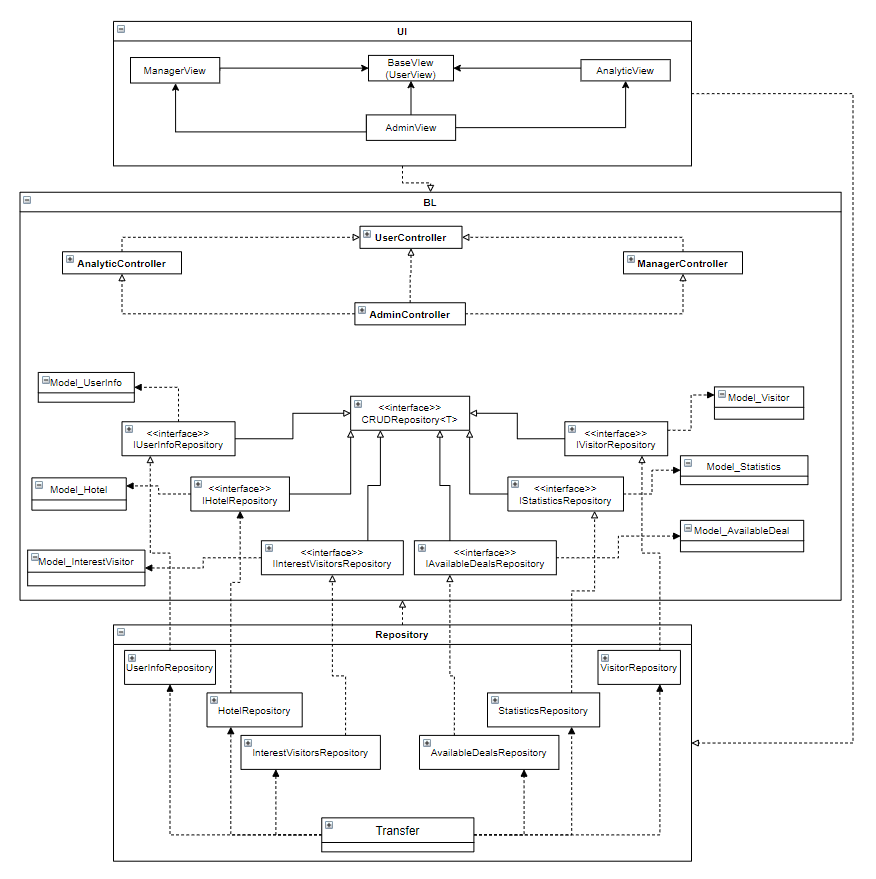 UI
ManagerView
BaseVIew
(UserView)
AnalyticView
AdminView
BL
UserController
AnalyticController
ManagerController
AdminController
Model_UserInfo
Model_Visitor
<<interface>>
CRUDRepository<T>
<<interface>>
IUserInfoRepository
<<interface>>
IVisitorRepository
Model_Statistics
Model_Hotel
<<interface>>
IHotelRepository
<<interface>>
IStatisticsRepository
Model_AvailableDeal
Model_InterestVisitor
<<interface>>
IInterestVisitorsRepository
<<interface>>
IAvailableDealsRepository
Repository
UserInfoRepository
VisitorRepository
HotelRepository
StatisticsRepository
InterestVisitorsRepository
AvailableDealsRepository
Transfer